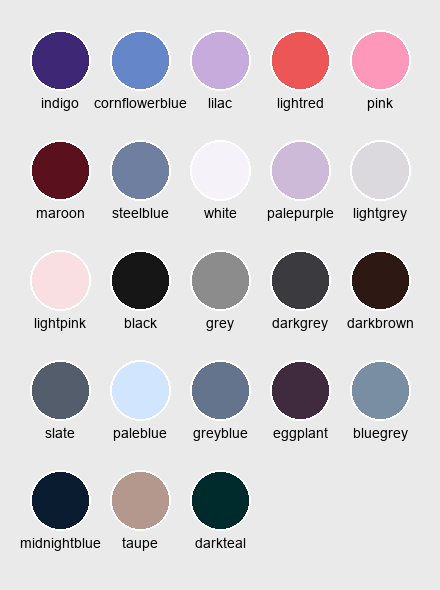 indigo cornflowerblue lilac lightred pink
maroon steelblue white palepurple lightgrey
lightpink black grey darkgrey darkbrown
slate paleblue greyblue eggplant bluegrey
midnightblue taupe darkteal